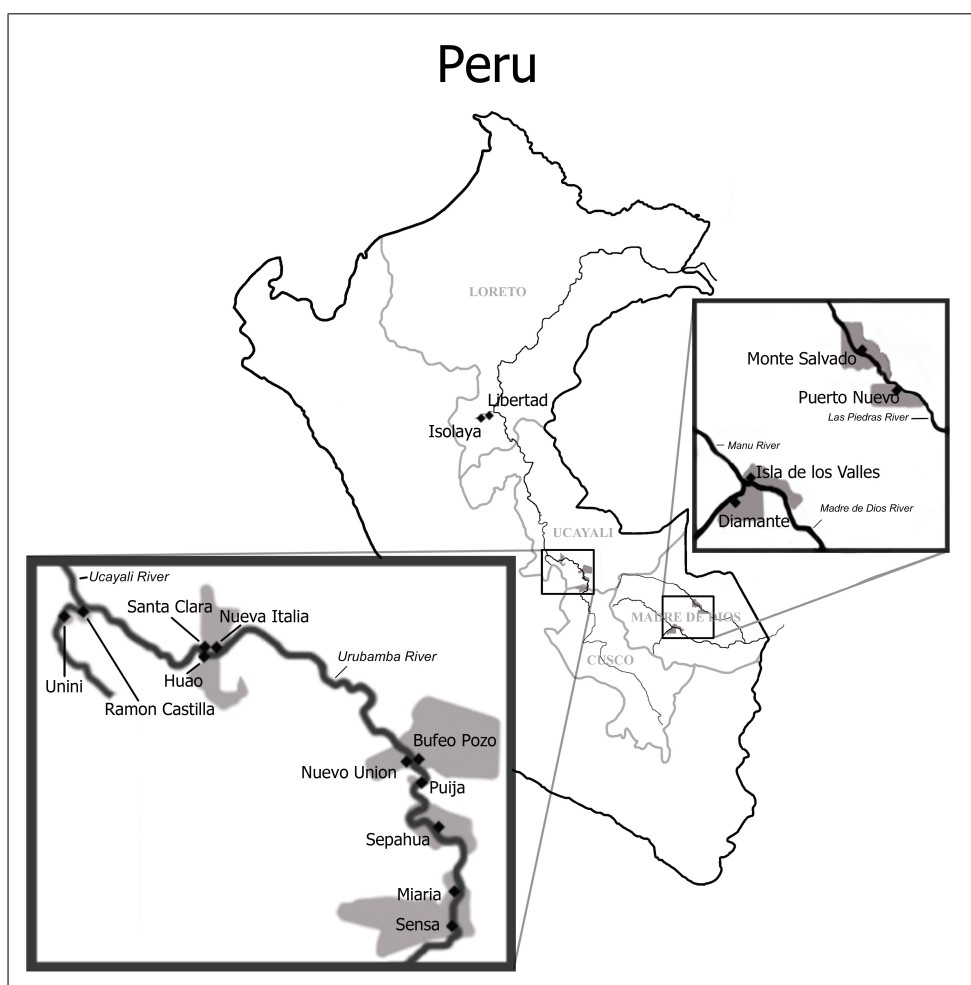 Peru
LORETO
Libertad
Isolaya
UCAYALI
MADRE DE DIOS
CUSCO
Monte Salvado
Puerto Nuevo
Las Piedras River
Manu River
Isla de los Valles
Diamante
Madre de Dios River
Ucayali River
Santa Clara
Nueva Italia
Urubamba River
Unini
Huao
Ramon Castilla
Bufeo Pozo
Nuevo Union
Puija
Sepahua
Miaria
Sensa